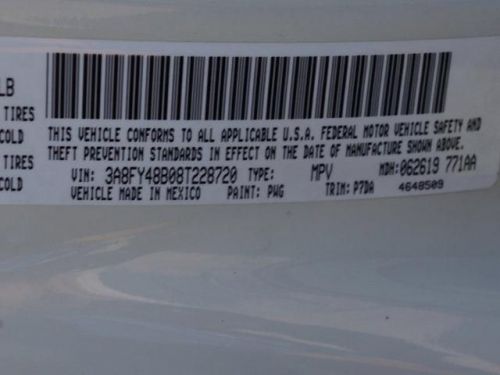 LB
TIRES
COLD
TIRES
COLD
THIS VEHICLE CONFORMS TO ALL APPLICABLE U.S.A. FEDERAL MOTOR VEHICLE SAFETY AND
THEFT PREVENTION STANDARDS IN EFFECT ON THE DATE OF MANUFACTURE SHOWN ABOVE.
VIN: 3A8FY48B08T228720 TYPE: MPV MDH: 062619 771AA
VEHICLE MADE IN MEXICO PAINT: PWG TRIM: P7DA 4648509